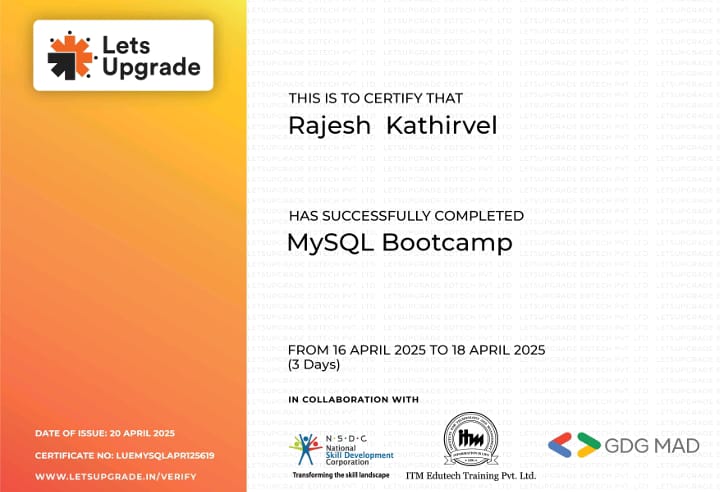 Lets
Upgrade
THIS IS TO CERTIFY THAT
Rajesh Kathirvel
HAS SUCCESSFULLY COMPLETED
MySQL Bootcamp
FROM 16 APRIL 2025 TO 18 APRIL 2025
(3 Days)
IN COLLABORATION WITH
DATE OF ISSUE: 20 APRIL 2025
CERTIFICATE NO: LUEMYSQLAPR125619
WWW.LETSUPGRADE.IN/VERIFY
N·S·D·C
National
Skill Development
Corporation
Transforming the skill landscape
itm
ITM Edutech Training Pvt. Ltd.
GDG MAD